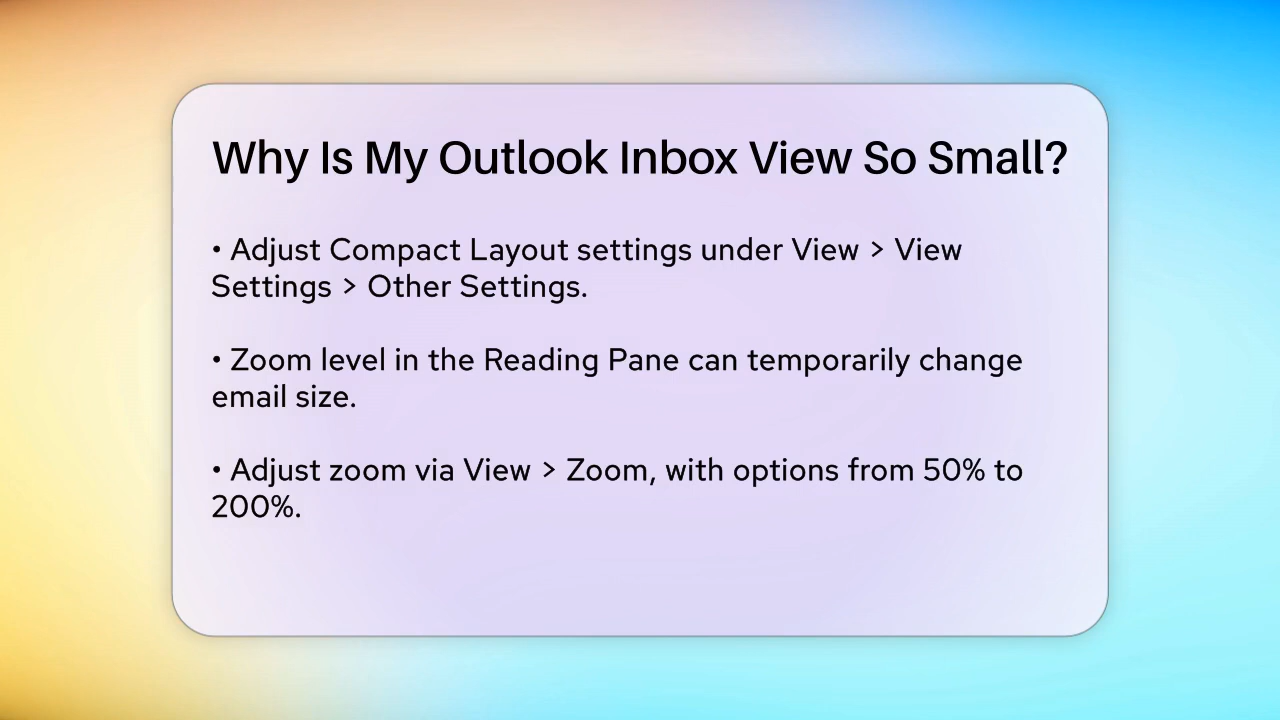 Why Is My Outlook Inbox View So Small?
• Adjust Compact Layout settings under View > View
Settings > Other Settings.
• Zoom level in the Reading Pane can temporarily change
email size.
• Adjust zoom via View > Zoom, with options from 50% to
200%.